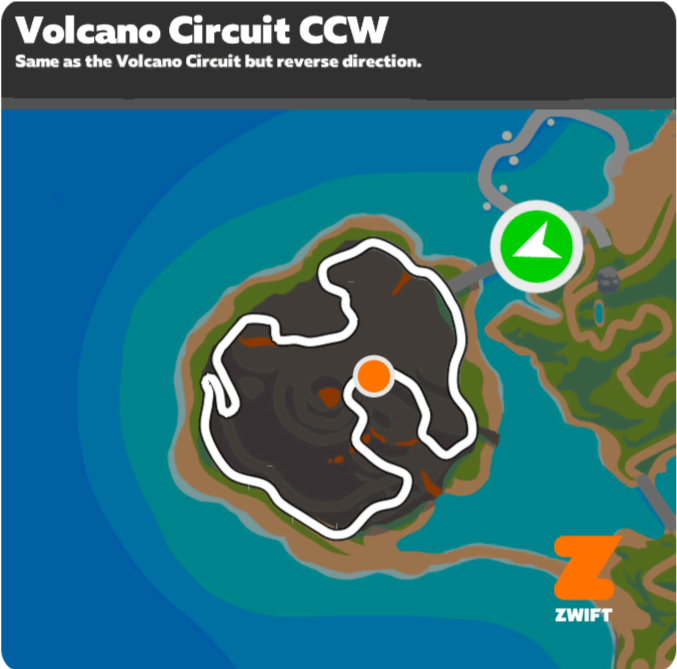 Volcano Circuit CCW
Same as the Volcano Circuit but reverse direction.
ZWIFT